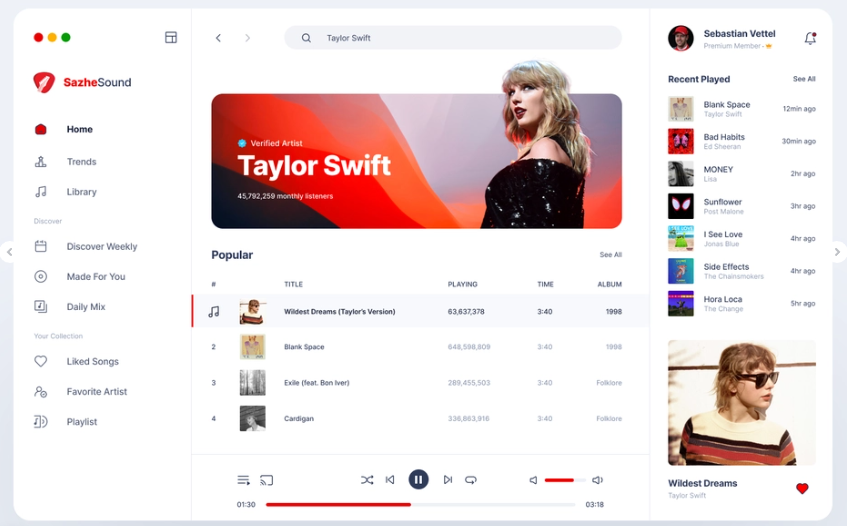 Taylor Swift
Sebastian Vettel
Premium Member •
SazheSound
Home
Trends
Library
Discover
Discover Weekly
Made For You
Daily Mix
Your Collection
Liked Songs
Favorite Artist
Playlist
Verified Artist
Taylor Swift
45,792,259 monthly listeners
Popular
See All
# TITLE PLAYING TIME ALBUM
Wildest Dreams (Taylor's Version) 63,637,378 3:40 1998
2 Blank Space 648,598,809 3:40 1998
3 Exile (feat. Bon Iver) 289,455,503 3:40 Folklore
4 Cardigan 336,863,916 3:40 Folklore
01:30
03:18
Recent Played
See All
Blank Space 12min ago
Taylor Swift
Bad Habits 30min ago
Ed Sheeran
MONEY 2hr ago
Lisa
Sunflower 3hr ago
Post Malone
I See Love 4hr ago
Jonas Blue
Side Effects 4hr ago
The Chainsmokers
Hora Loca 5hr ago
The Change
Wildest Dreams
Taylor Swift